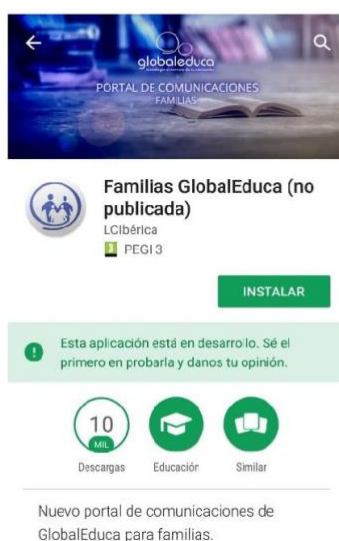 globaleduca
PORTAL DE COMUNICACIONES
FAMILIAS
Familias GlobalEduca (no
publicada)
LCIbérica
3 PEGI 3
INSTALAR
! Esta aplicación está en desarrollo. Sé el
primero en probarla y danos tu opinión.
10
MIL
Descargas Educación Similar
Nuevo portal de comunicaciones de
GlobalEduca para familias.